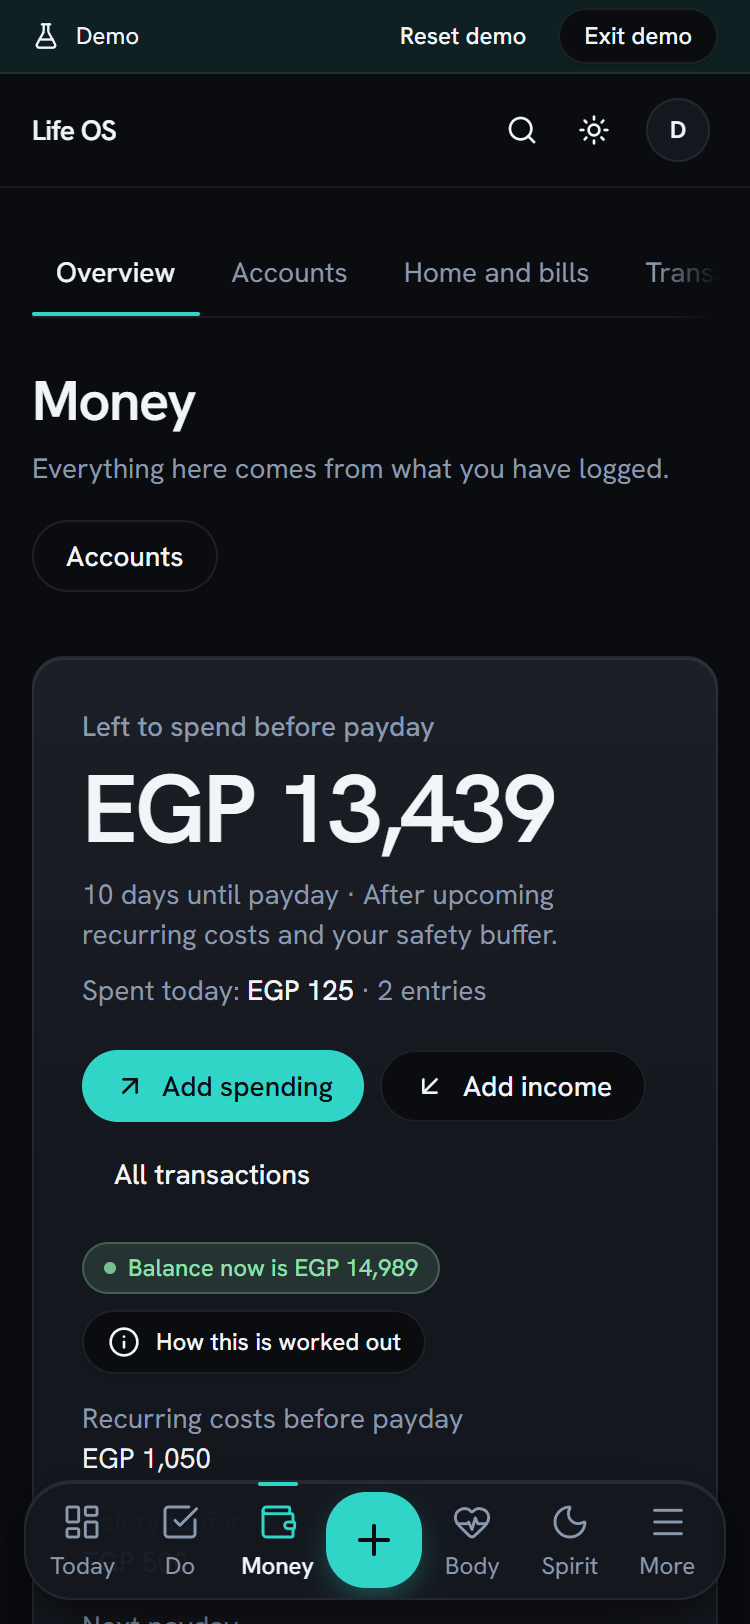 Demo
Reset demo
Exit demo
Life OS
D
Overview
Accounts
Home and bills
Trans
Money
Everything here comes from what you have logged.
Accounts
Left to spend before payday
EGP 13,439
10 days until payday · After upcoming
recurring costs and your safety buffer.
Spent today: EGP 125 · 2 entries
Add spending
Add income
All transactions
Balance now is EGP 14,989
How this is worked out
Recurring costs before payday
EGP 1,050
Today
Do
Money
Body
Spirit
More